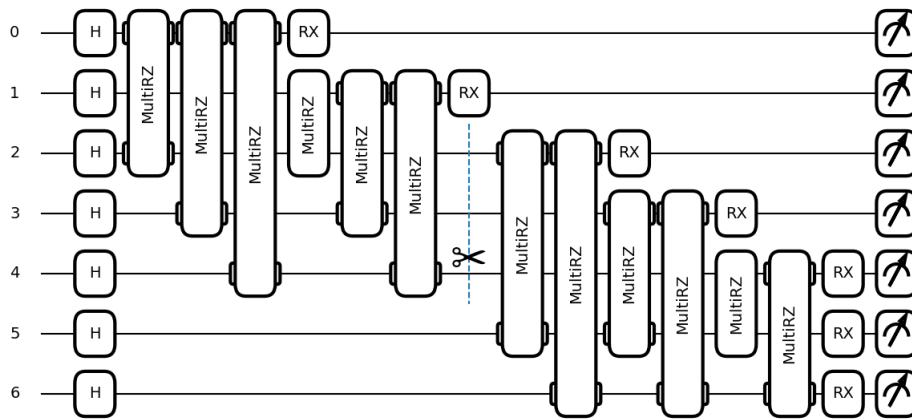 0 H MultiRZ MultiRZ MultiRZ RX
1 H MultiRZ MultiRZ MultiRZ RX
2 H MultiRZ MultiRZ RX
3 H MultiRZ MultiRZ RX
4 H MultiRZ MultiRZ RX
5 H RX
6 H RX